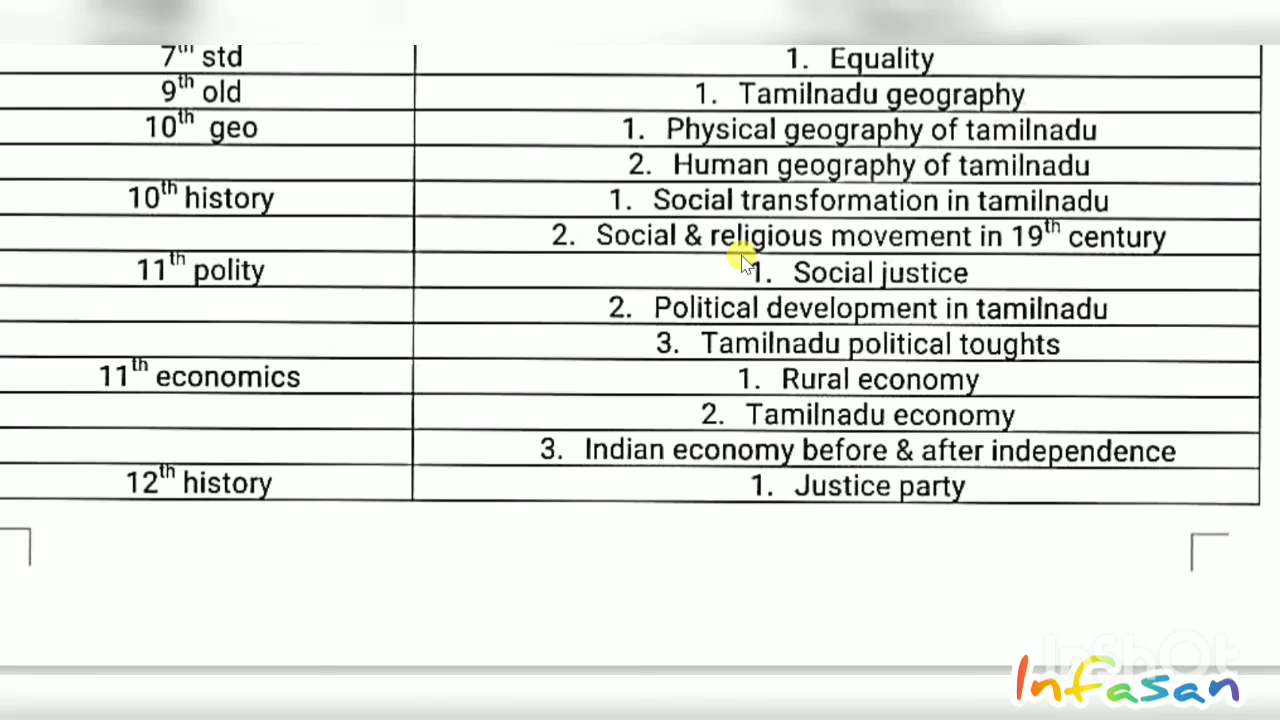 7th std 1. Equality
9th old 1. Tamilnadu geography
10th geo 1. Physical geography of tamilnadu
2. Human geography of tamilnadu
10th history 1. Social transformation in tamilnadu
2. Social & religious movement in 19th century
11th polity 1. Social justice
2. Political development in tamilnadu
3. Tamilnadu political toughts
11th economics 1. Rural economy
2. Tamilnadu economy
3. Indian economy before & after independence
12th history 1. Justice party
InShOt
Infasan